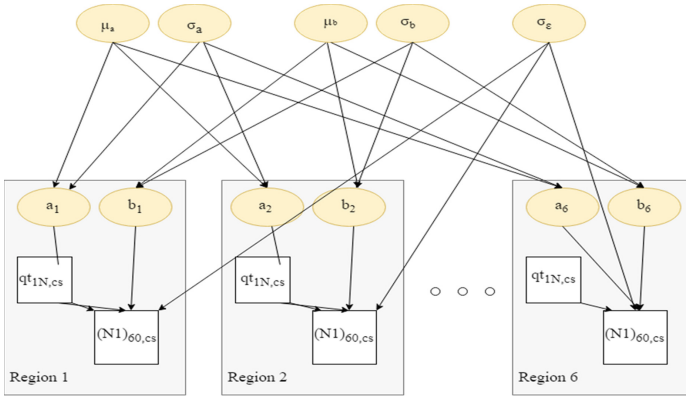 μa σa μb σb σε
a1 b1 a2 b2 a6 b6
qt1N,cs qt1N,cs qt1N,cs
(N1)60,cs (N1)60,cs (N1)60,cs
Region 1 Region 2 Region 6